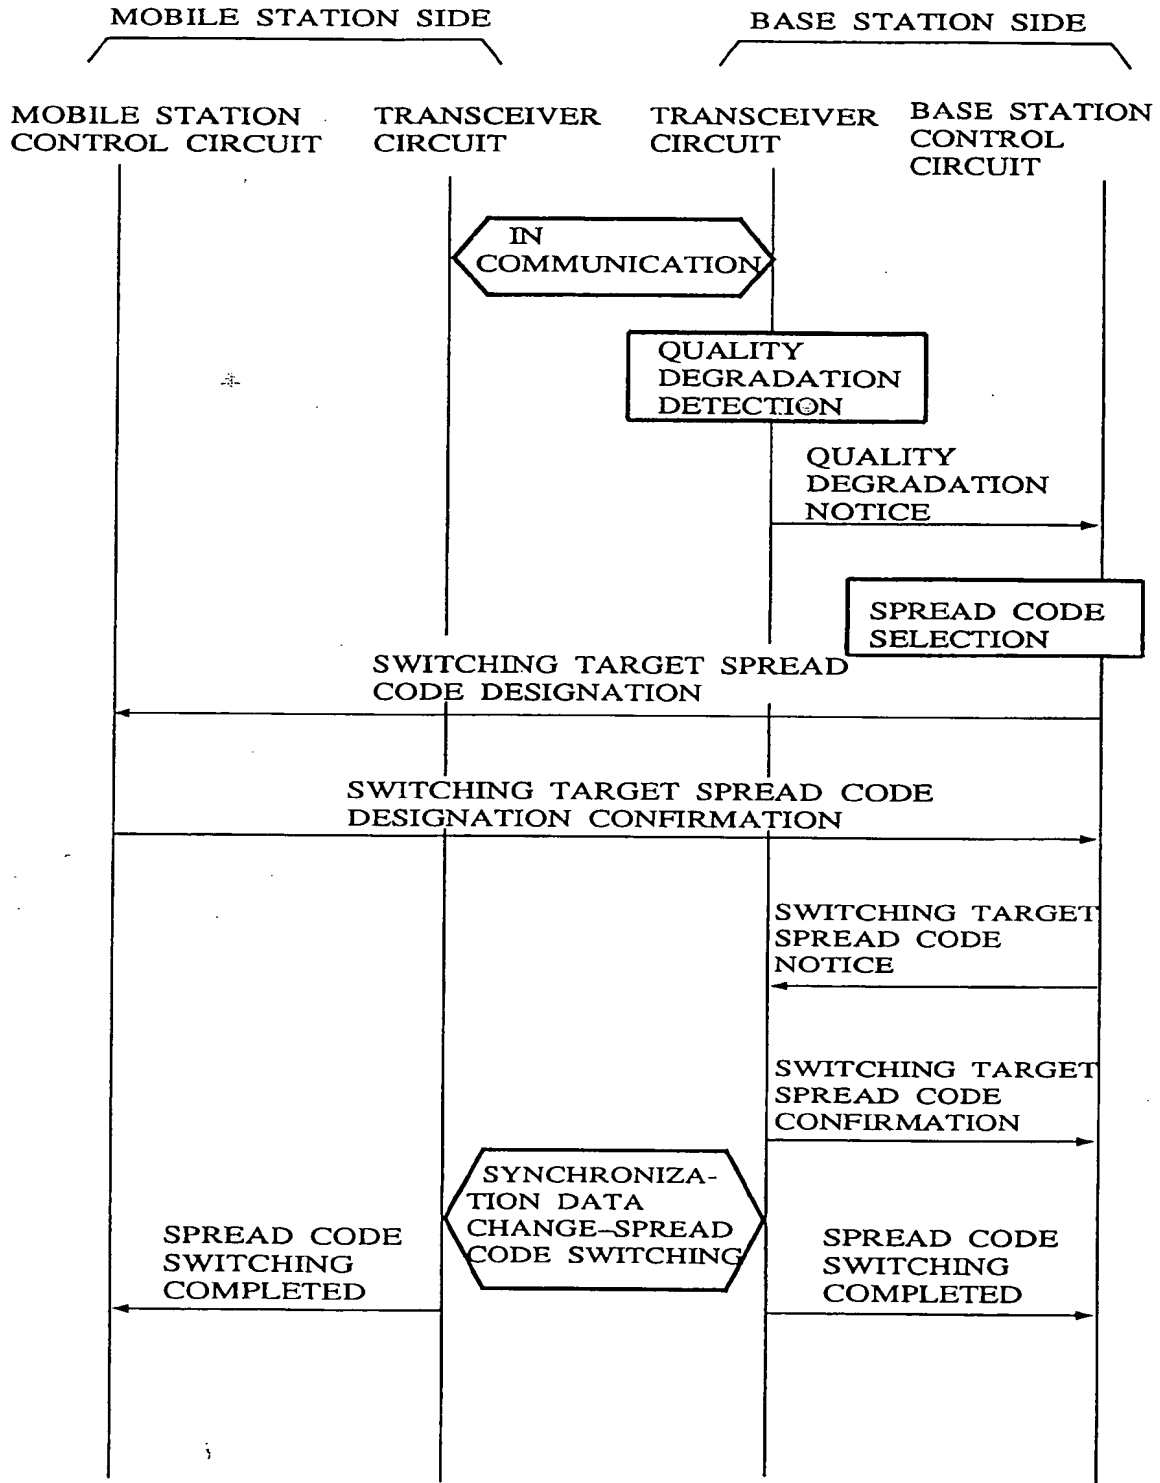 MOBILE STATION SIDE
BASE STATION SIDE
MOBILE STATION
CONTROL CIRCUIT
TRANSCEIVER
CIRCUIT
TRANSCEIVER
CIRCUIT
BASE STATION
CONTROL
CIRCUIT
IN
COMMUNICATION
QUALITY
DEGRADATION
DETECTION
QUALITY
DEGRADATION
NOTICE
SPREAD CODE
SELECTION
SWITCHING TARGET SPREAD
CODE DESIGNATION
SWITCHING TARGET SPREAD CODE
DESIGNATION CONFIRMATION
SWITCHING TARGET
SPREAD CODE
NOTICE
SWITCHING TARGET
SPREAD CODE
CONFIRMATION
SYNCHRONIZA-
TION DATA
CHANGE-SPREAD
CODE SWITCHING
SPREAD CODE
SWITCHING
COMPLETED
SPREAD CODE
SWITCHING
COMPLETED